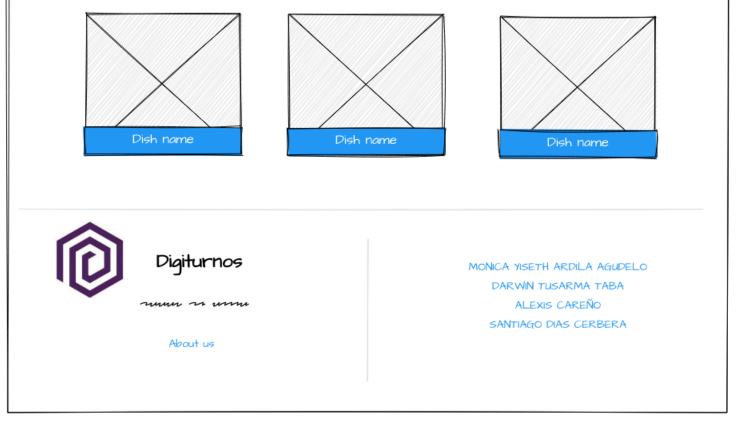 Dish name
Dish name
Dish name
Digiturnos
About us
MONICA YISETH ARDILA AGUDELO
DARWIN TUSARMA TABA
ALEXIS CAREÑO
SANTIAGO DIAS CERBERA